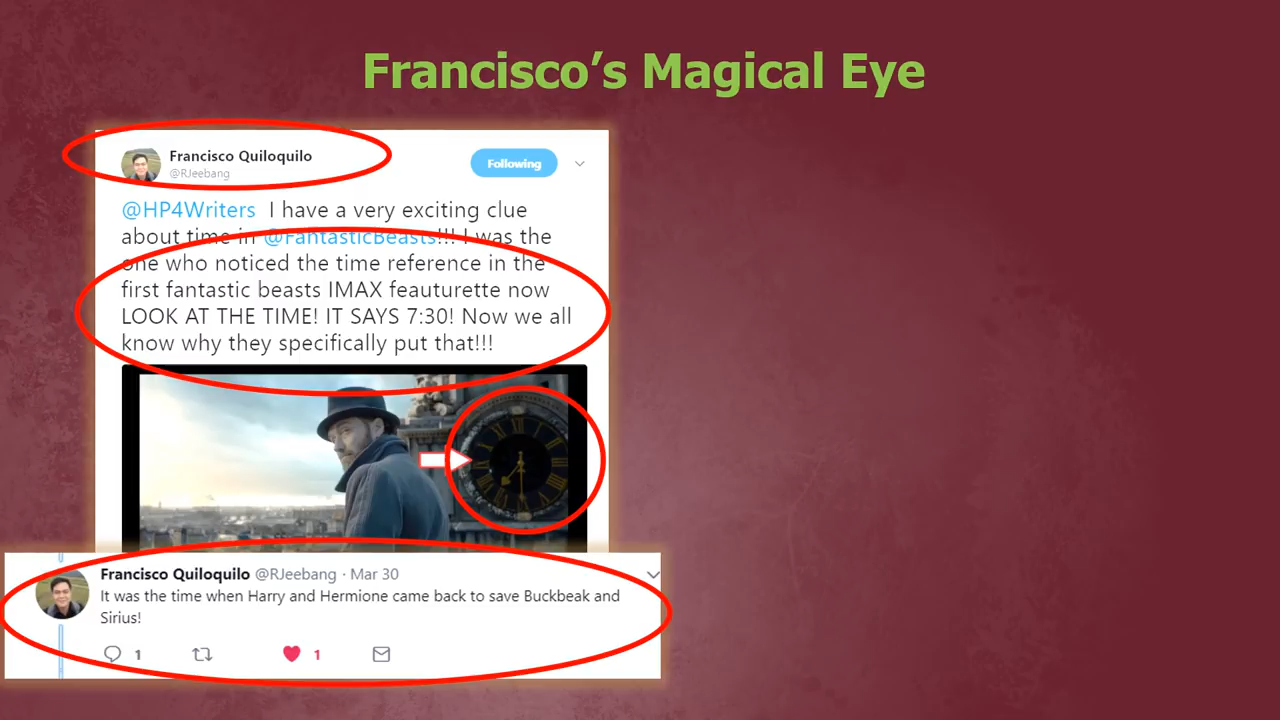 Francisco’s Magical Eye
Francisco Quiloquilo
@RJeebang
Following
@HP4Writers I have a very exciting clue
about time in @FantasticBeasts!!! I was the
one who noticed the time reference in the
first fantastic beasts IMAX feauturette now
LOOK AT THE TIME! IT SAYS 7:30! Now we all
know why they specifically put that!!!
Francisco Quiloquilo @RJeebang · Mar 30
It was the time when Harry and Hermione came back to save Buckbeak and
Sirius!
1
1